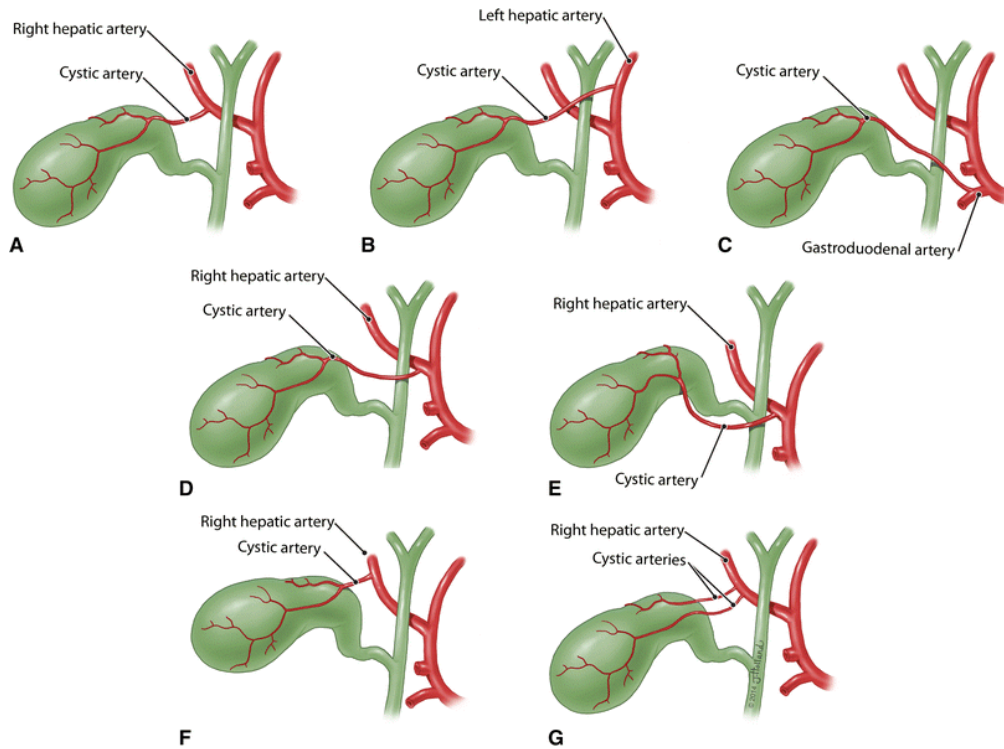 Right hepatic artery
Cystic artery
A
Left hepatic artery
Cystic artery
B
Cystic artery
Gastroduodenal artery
C
Right hepatic artery
Cystic artery
D
Right hepatic artery
Cystic artery
E
Right hepatic artery
Cystic artery
F
Right hepatic artery
Cystic arteries
G
© 2014